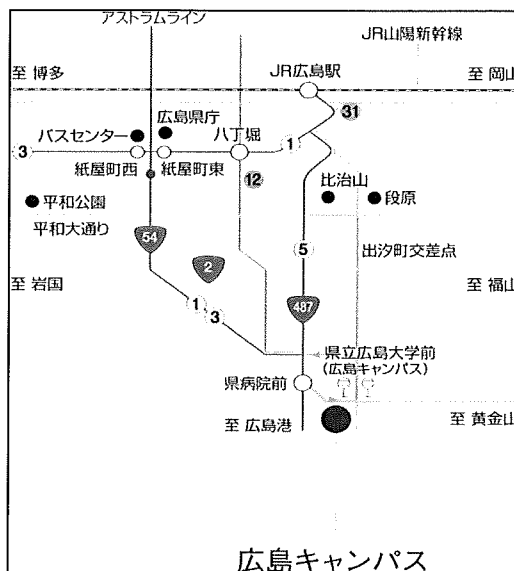 アストラムライン
JR山陽新幹線
至 博多
JR広島駅
至 岡山
31
広島県庁
バスセンター
八丁堀
3
1
紙屋町西
紙屋町東
12
比治山
段原
平和公園
平和大通り
54
5
出汐町交差点
2
至 岩国
至 福山
1
3
487
県立広島大学前
(広島キャンパス)
県病院前
至 広島港
至 黄金山
広島キャンパス